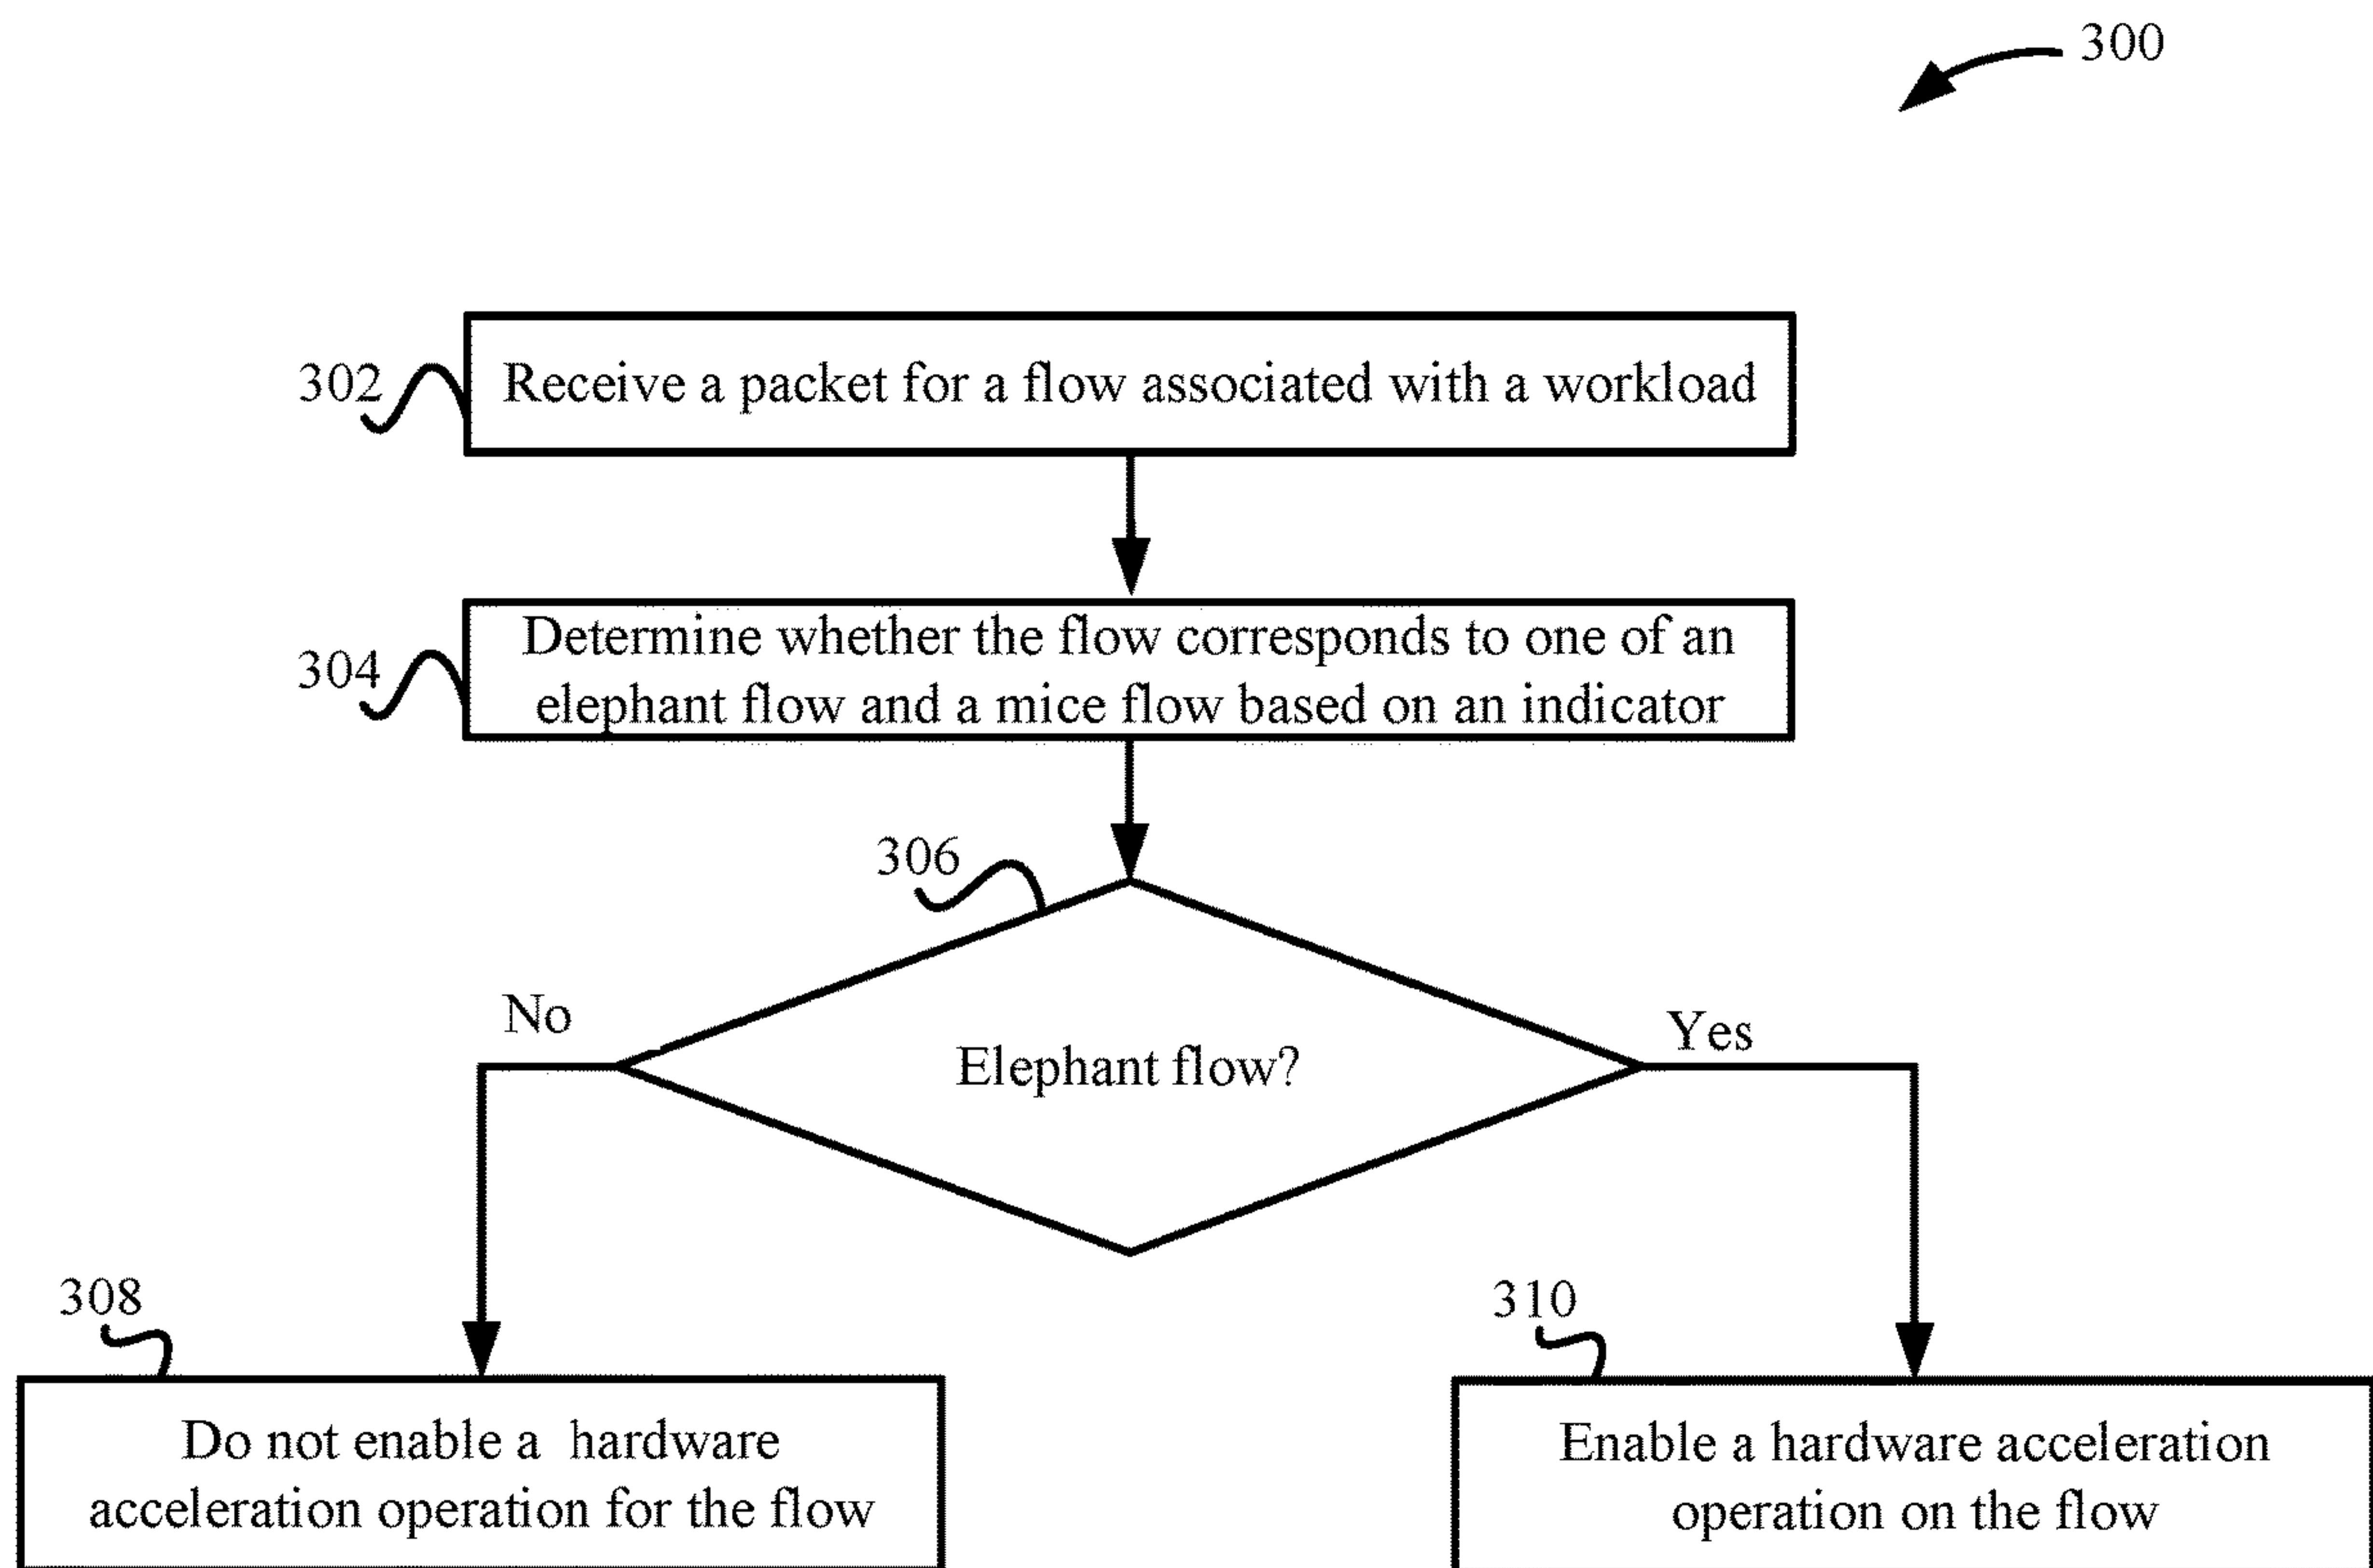 300
302
Receive a packet for a flow associated with a workload
304
Determine whether the flow corresponds to one of an
elephant flow and a mice flow based on an indicator
306
No
Elephant flow?
Yes
308
Do not enable a hardware
acceleration operation for the flow
310
Enable a hardware acceleration
operation on the flow